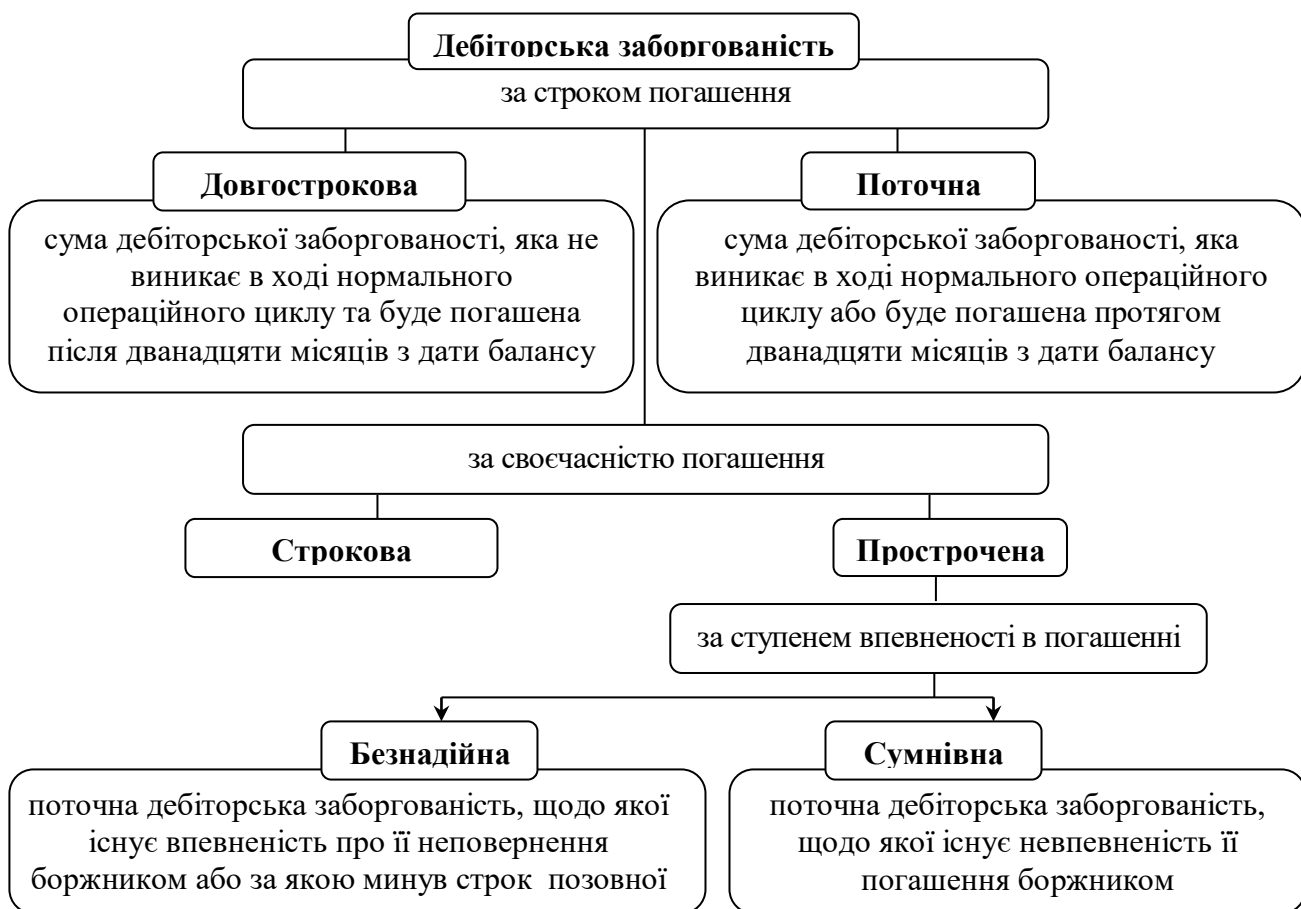 Дебіторська заборгованість
за строком погашення
Довгострокова
Поточна
сума дебіторської заборгованості, яка не
виникає в ході нормального
операційного циклу та буде погашена
після дванадцяти місяців з дати балансу
сума дебіторської заборгованості, яка
виникає в ході нормального операційного
циклу або буде погашена протягом
дванадцяти місяців з дати балансу
за своєчасністю погашення
Строкова
Прострочена
за ступенем впевненості в погашенні
Безнадійна
Сумнівна
поточна дебіторська заборгованість, щодо якої
існує впевненість про її неповернення
боржником або за якою минув строк позовної
поточна дебіторська заборгованість,
щодо якої існує невпевненість її
погашення боржником